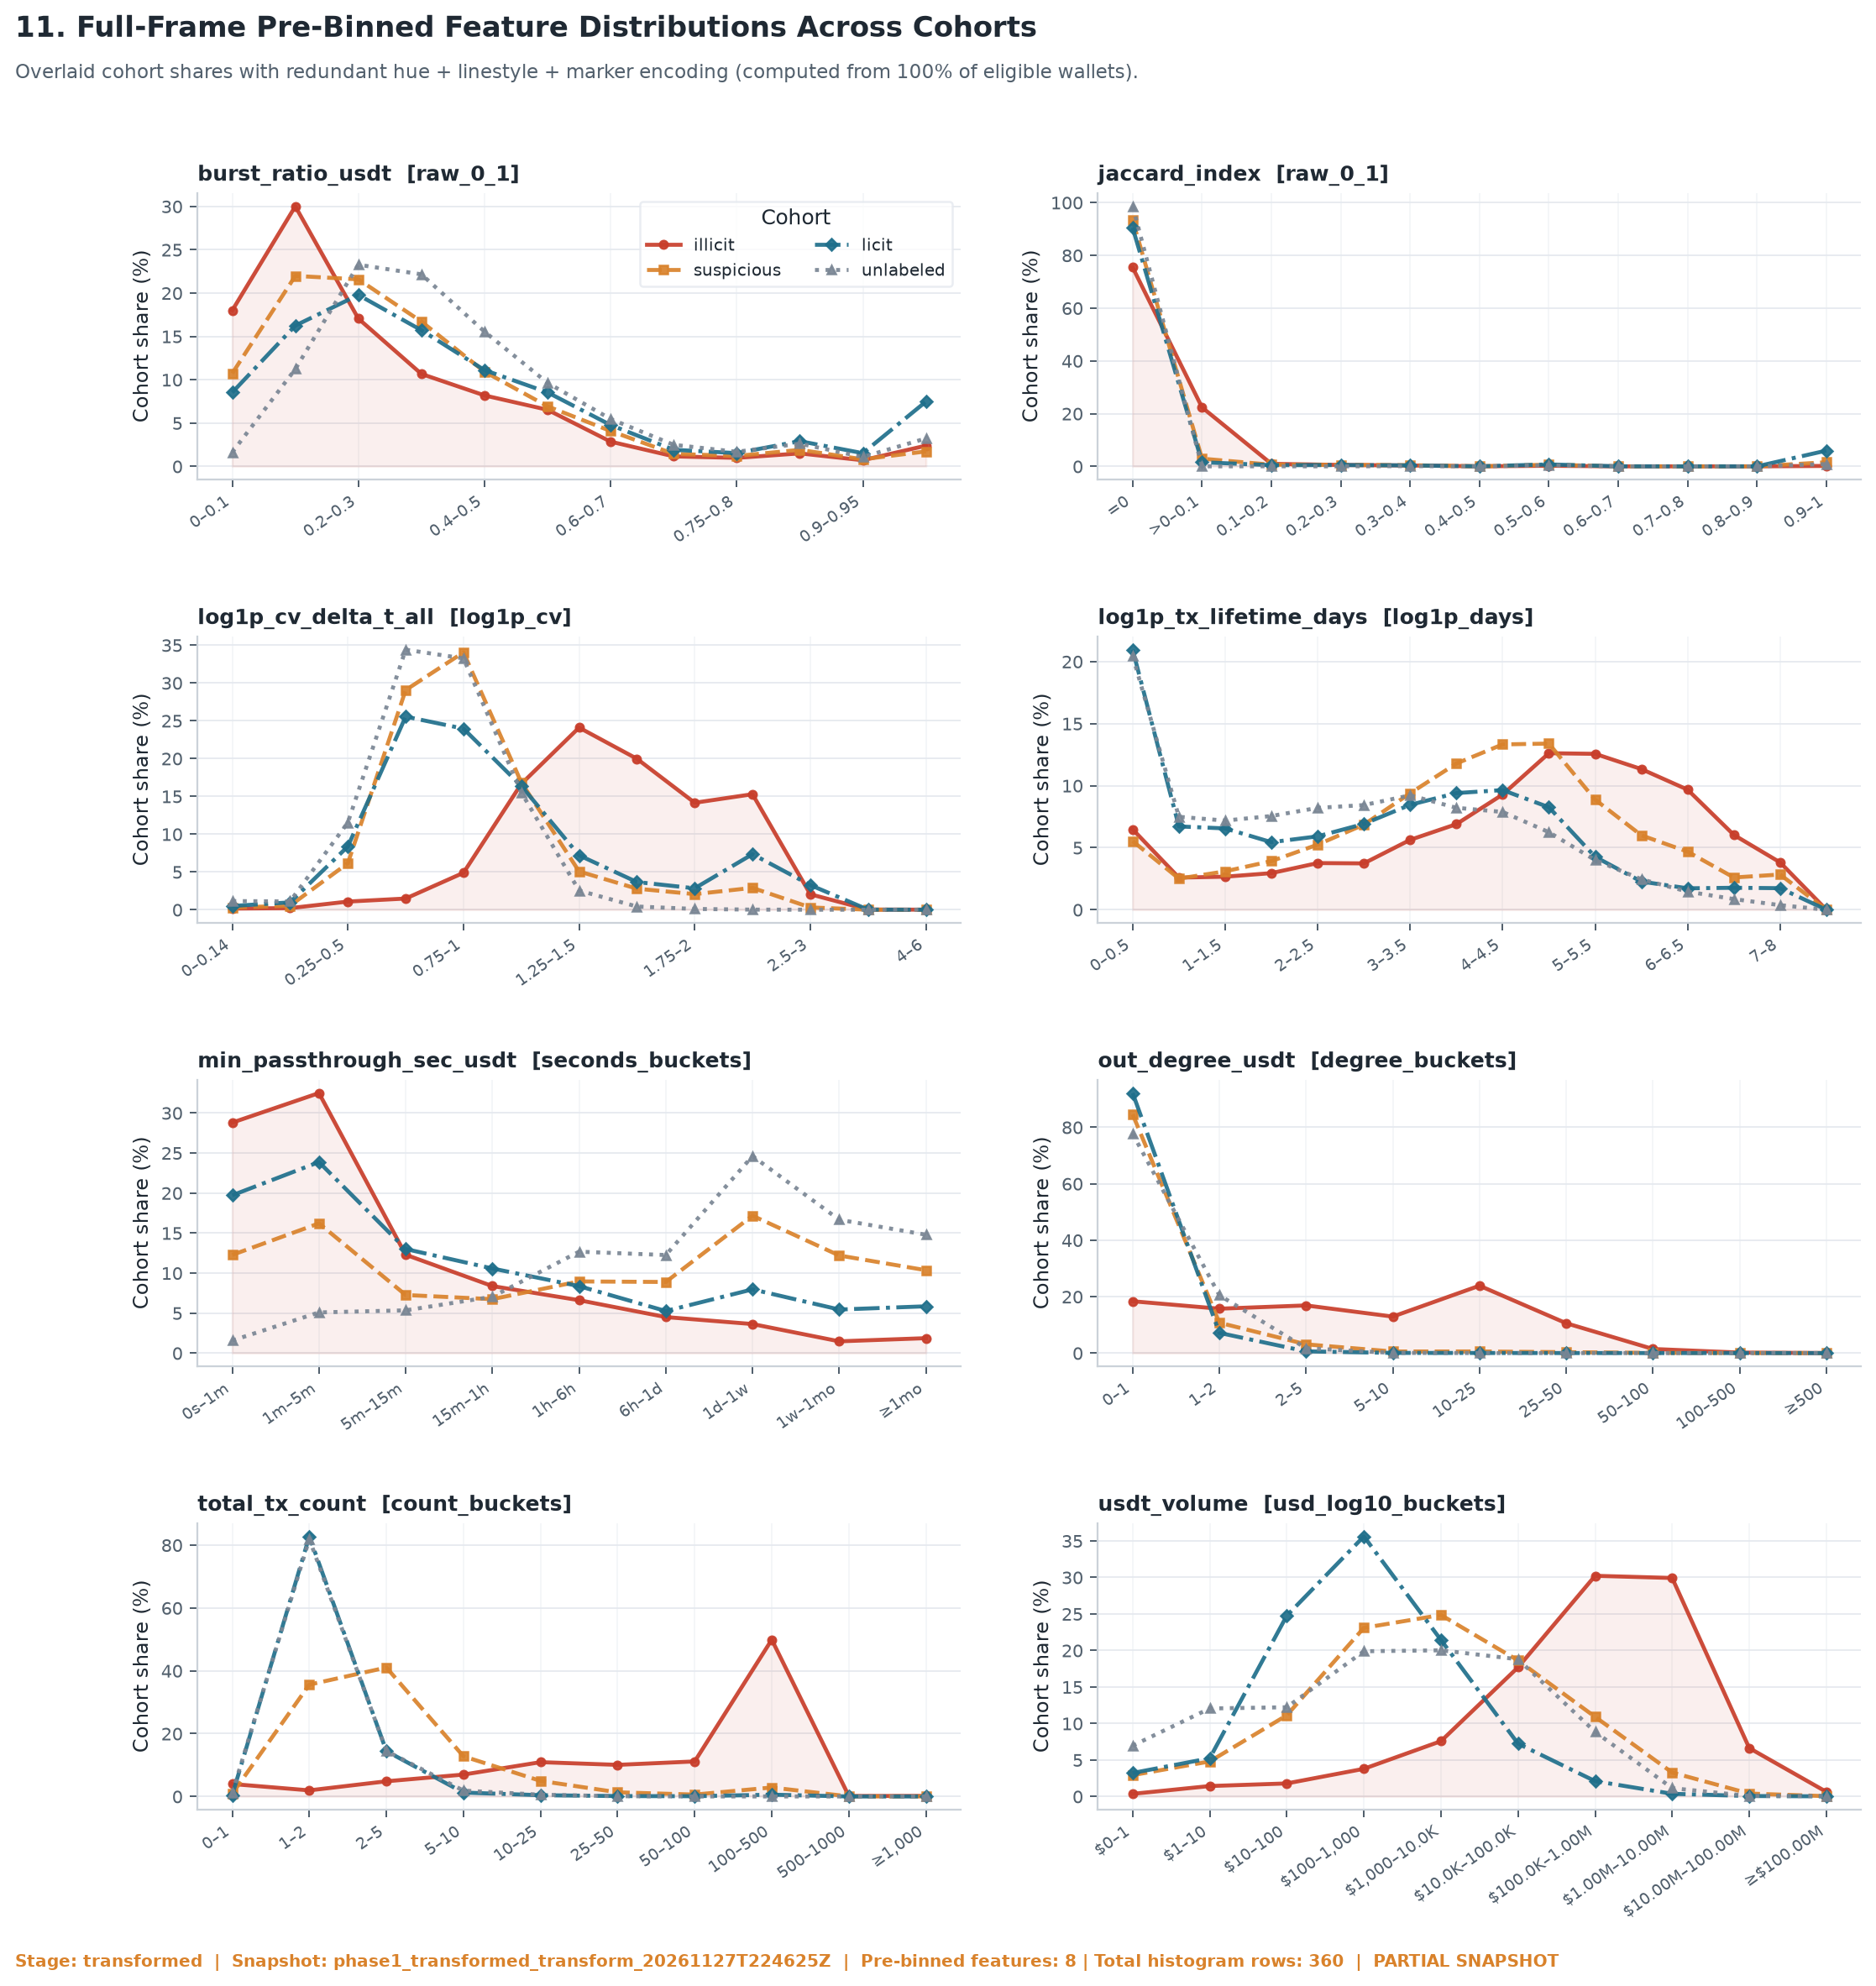 11. Full-Frame Pre-Binned Feature Distributions Across Cohorts
Overlaid cohort shares with redundant hue + linestyle + marker encoding (computed from 100% of eligible wallets).
burst_ratio_usdt [raw_0_1]
Cohort share (%)
30
25
20
15
10
5
0
Cohort
illicit
suspicious
licit
unlabeled
0–0.1
0.2–0.3
0.4–0.5
0.6–0.7
0.75–0.8
0.9–0.95
jaccard_index [raw_0_1]
Cohort share (%)
100
80
60
40
20
0
=0
>0–0.1
0.1–0.2
0.2–0.3
0.3–0.4
0.4–0.5
0.5–0.6
0.6–0.7
0.7–0.8
0.8–0.9
0.9–1
log1p_cv_delta_t_all [log1p_cv]
Cohort share (%)
35
30
25
20
15
10
5
0
0–0.14
0.25–0.5
0.75–1
1.25–1.5
1.75–2
2.5–3
4–6
log1p_tx_lifetime_days [log1p_days]
Cohort share (%)
20
15
10
5
0
0–0.5
1–1.5
2–2.5
3–3.5
4–4.5
5–5.5
6–6.5
7–8
min_passthrough_sec_usdt [seconds_buckets]
Cohort share (%)
30
25
20
15
10
5
0
0s–1m
1m–5m
5m–15m
15m–1h
1h–6h
6h–1d
1d–1w
1w–1mo
≥1mo
out_degree_usdt [degree_buckets]
Cohort share (%)
80
60
40
20
0
0–1
1–2
2–5
5–10
10–25
25–50
50–100
100–500
≥500
total_tx_count [count_buckets]
Cohort share (%)
80
60
40
20
0
0–1
1–2
2–5
5–10
10–25
25–50
50–100
100–500
500–1000
≥1,000
usdt_volume [usd_log10_buckets]
Cohort share (%)
35
30
25
20
15
10
5
0
$0–1
$1–10
$10–100
$100–1,000
$1,000–10.0K
$10.0K–100.0K
$100.0K–1.00M
$1.00M–10.00M
$10.00M–100.00M
≥$100.00M
Stage: transformed | Snapshot: phase1_transformed_transform_20261127T224625Z | Pre-binned features: 8 | Total histogram rows: 360 | PARTIAL SNAPSHOT